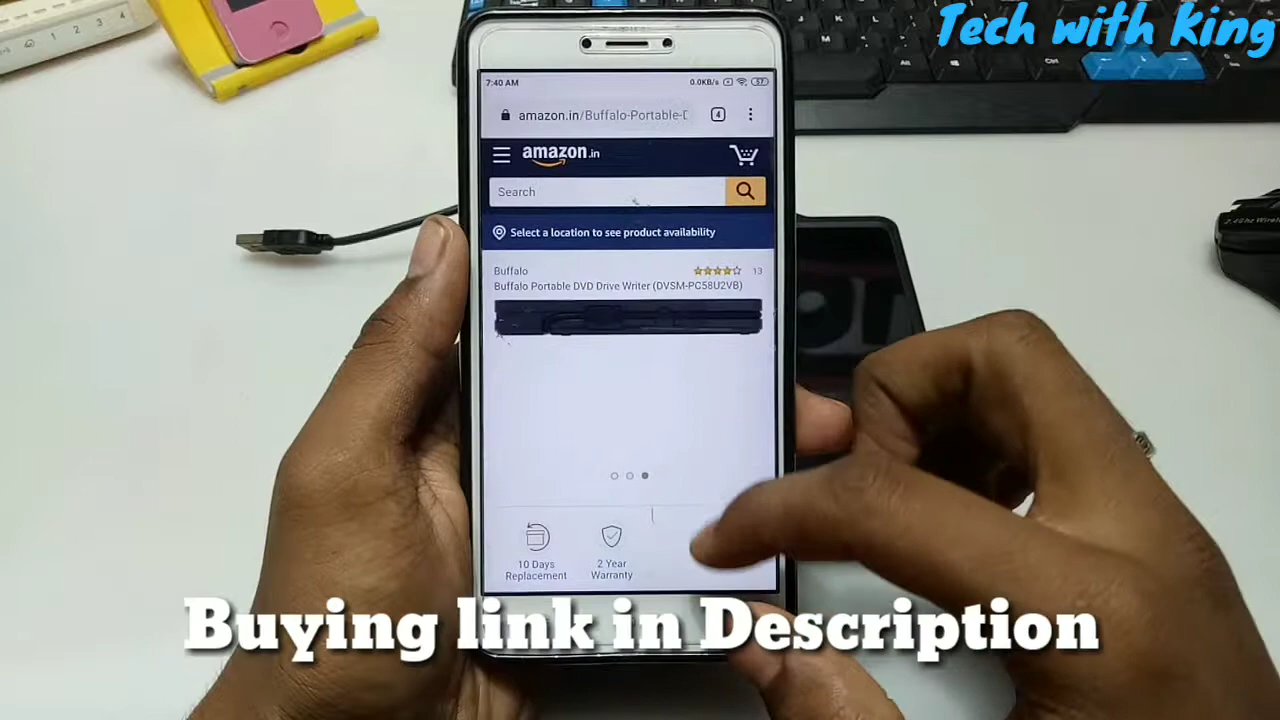 Tech with King
7:40 AM
0.0KB/s
57
amazon.in/Buffalo-Portable-D
4
amazon.in
Search
Select a location to see product availability
Buffalo
13
Buffalo Portable DVD Drive Writer (DVSM-PC58U2VB)
10 Days
Replacement
2 Year
Warranty
Buying link in Description